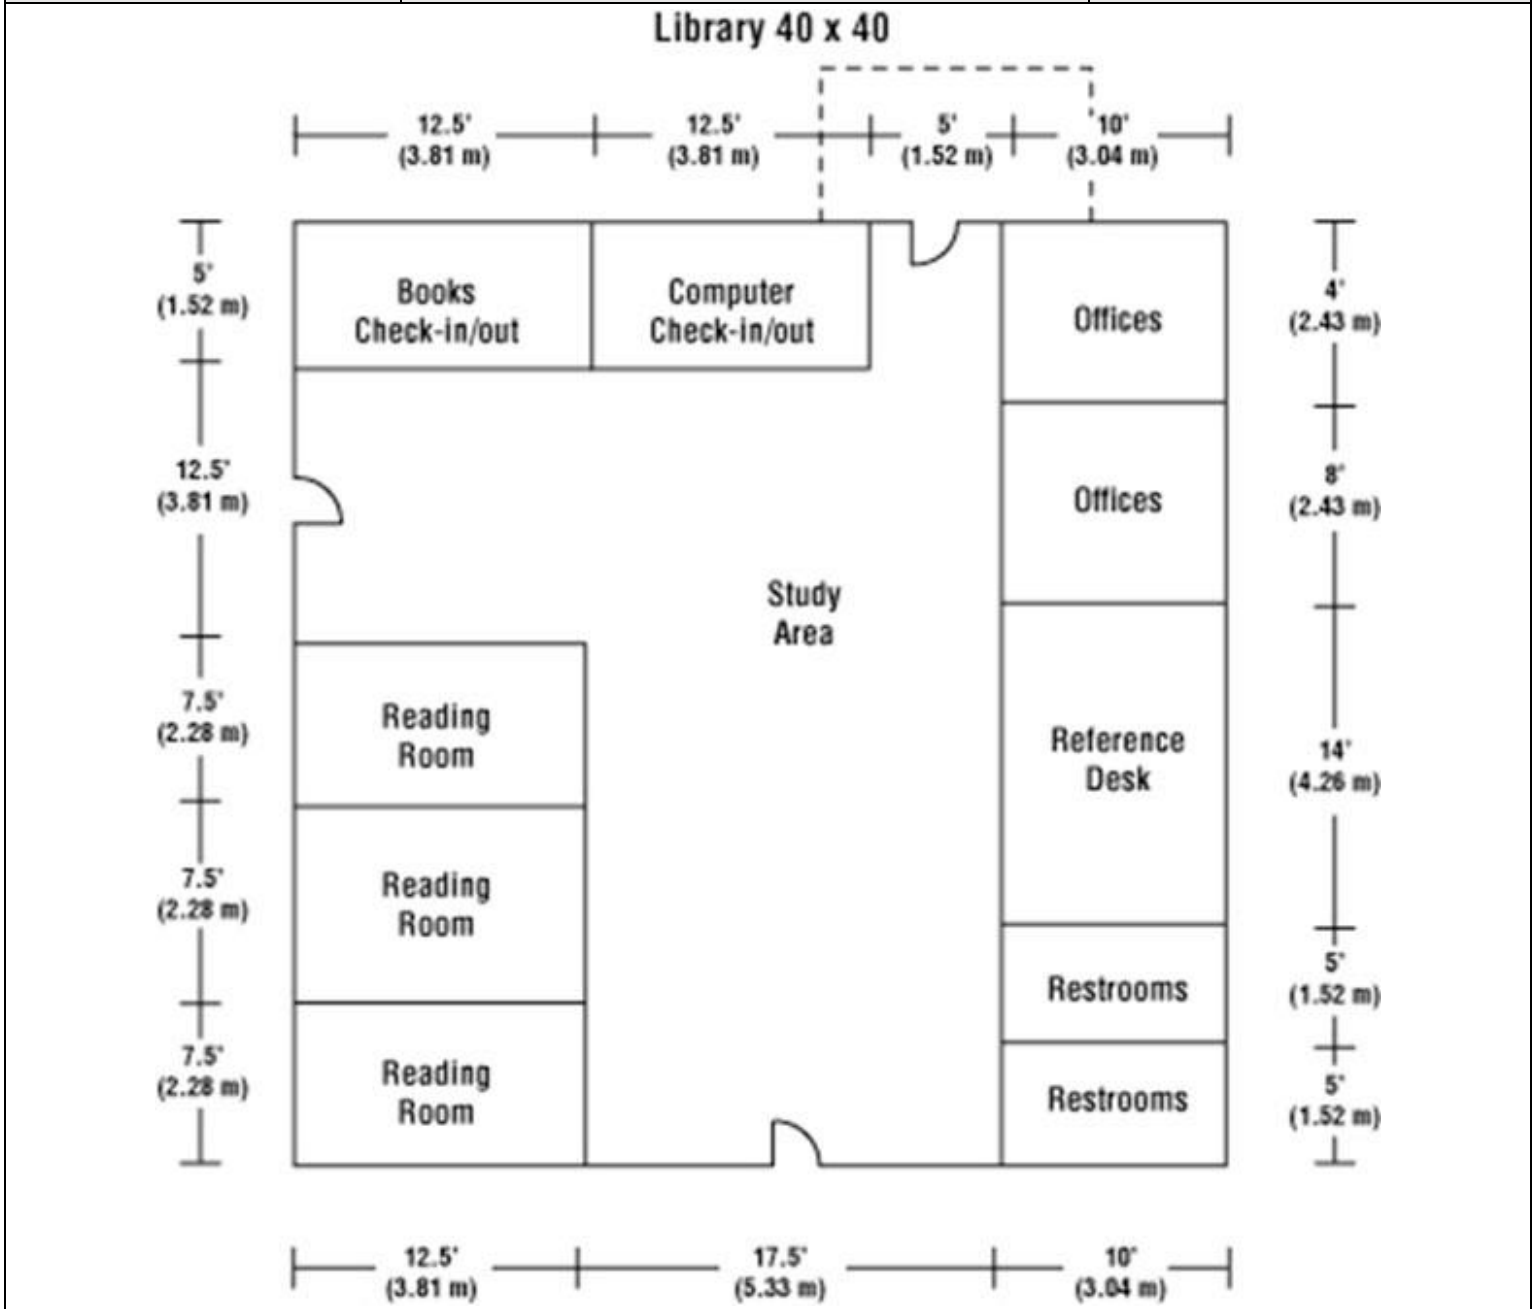 Library 40 x 40
12.5' 12.5' 5' 10'
(3.81 m) (3.81 m) (1.52 m) (3.04 m)
5'
(1.52 m)
Books
Check-in/out
Computer
Check-in/out
Offices
4'
(2.43 m)
12.5'
(3.81 m)
Offices
8'
(2.43 m)
Study
Area
7.5'
(2.28 m)
Reading
Room
Reference
Desk
14'
(4.26 m)
7.5'
(2.28 m)
Reading
Room
Restrooms
5'
(1.52 m)
7.5'
(2.28 m)
Reading
Room
Restrooms
5'
(1.52 m)
12.5' 17.5' 10'
(3.81 m) (5.33 m) (3.04 m)